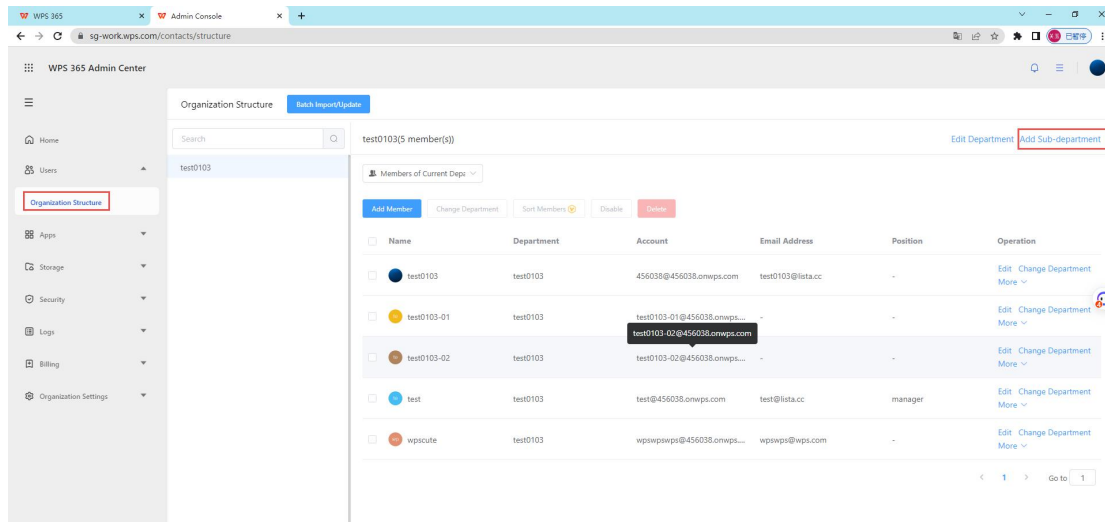 WPS 365
Admin Console
sg-work.wps.com/contacts/structure
已暂停
WPS 365 Admin Center
Organization Structure
Batch Import/Update
Home
Users
Organization Structure
Apps
Storage
Security
Logs
Billing
Organization Settings
Search
test0103
test0103(5 member(s))
Edit Department Add Sub-department
Members of Current Depa
Add Member Change Department Sort Members Disable Delete
Name Department Account Email Address Position Operation
test0103 test0103 456038@456038.onwps.com test0103@lista.cc - Edit Change Department
More
test0103-01 test0103 test0103-01@456038.onwps.... - - Edit Change Department
More
test0103-02@456038.onwps.com
test0103-02 test0103 test0103-02@456038.onwps.... - - Edit Change Department
More
test test0103 test@456038.onwps.com test@lista.cc manager Edit Change Department
More
wpscute test0103 wpswpswps@456038.onwps.... wpswps@wps.com - Edit Change Department
More
1 Go to 1